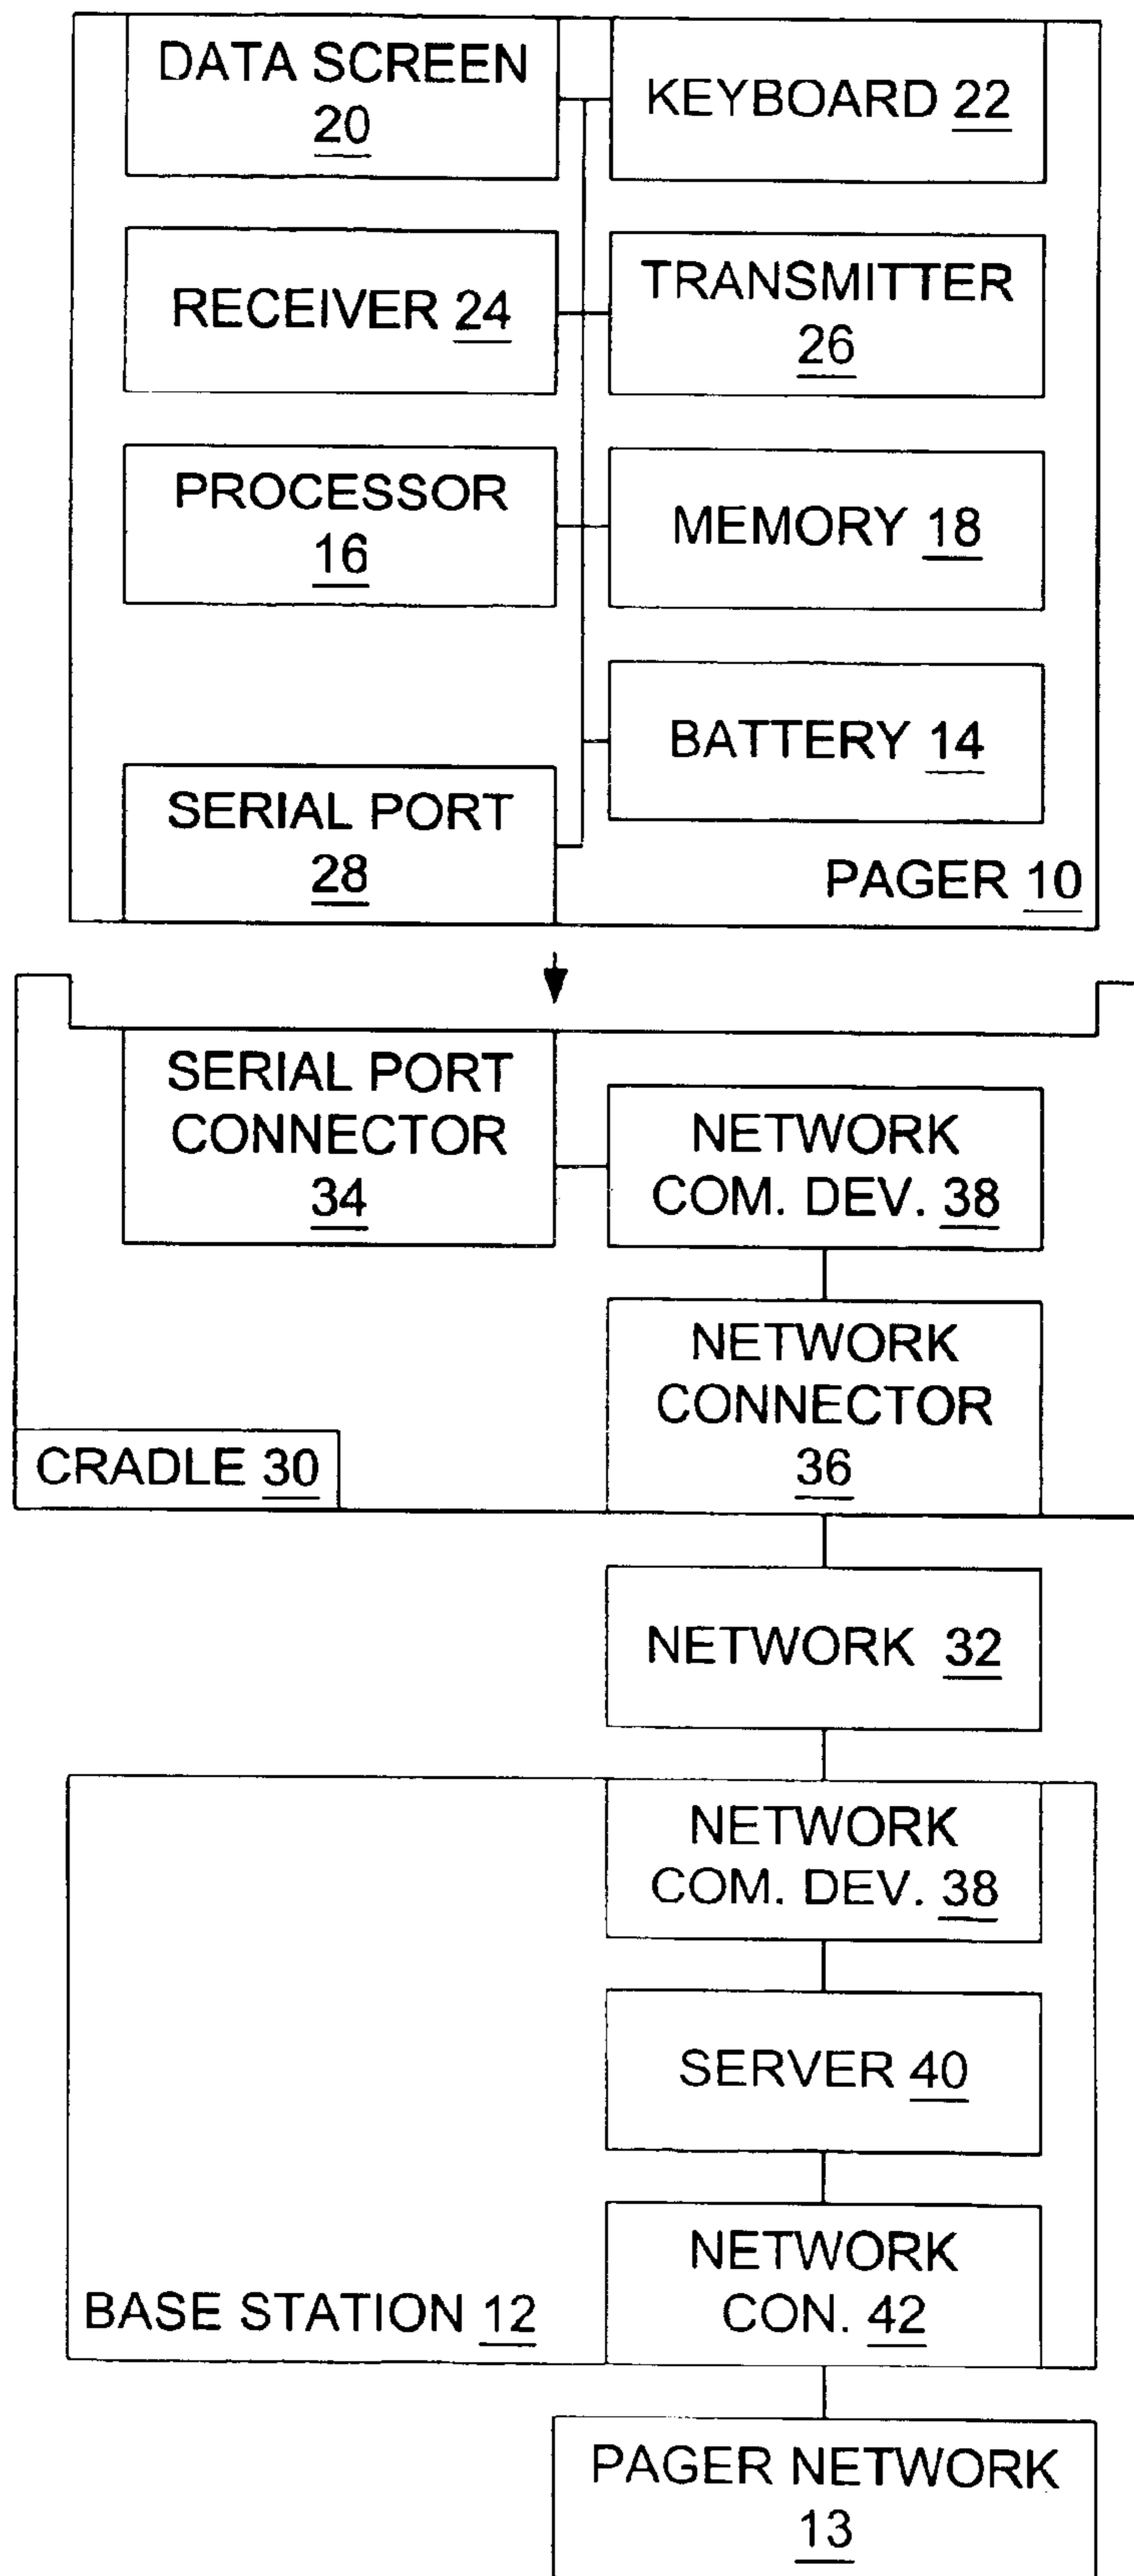 DATA SCREEN
20
KEYBOARD 22
RECEIVER 24
TRANSMITTER
26
PROCESSOR
16
MEMORY 18
BATTERY 14
SERIAL PORT
28
PAGER 10
SERIAL PORT
CONNECTOR
34
NETWORK
COM. DEV. 38
NETWORK
CONNECTOR
36
CRADLE 30
NETWORK 32
NETWORK
COM. DEV. 38
SERVER 40
NETWORK
CON. 42
BASE STATION 12
PAGER NETWORK
13